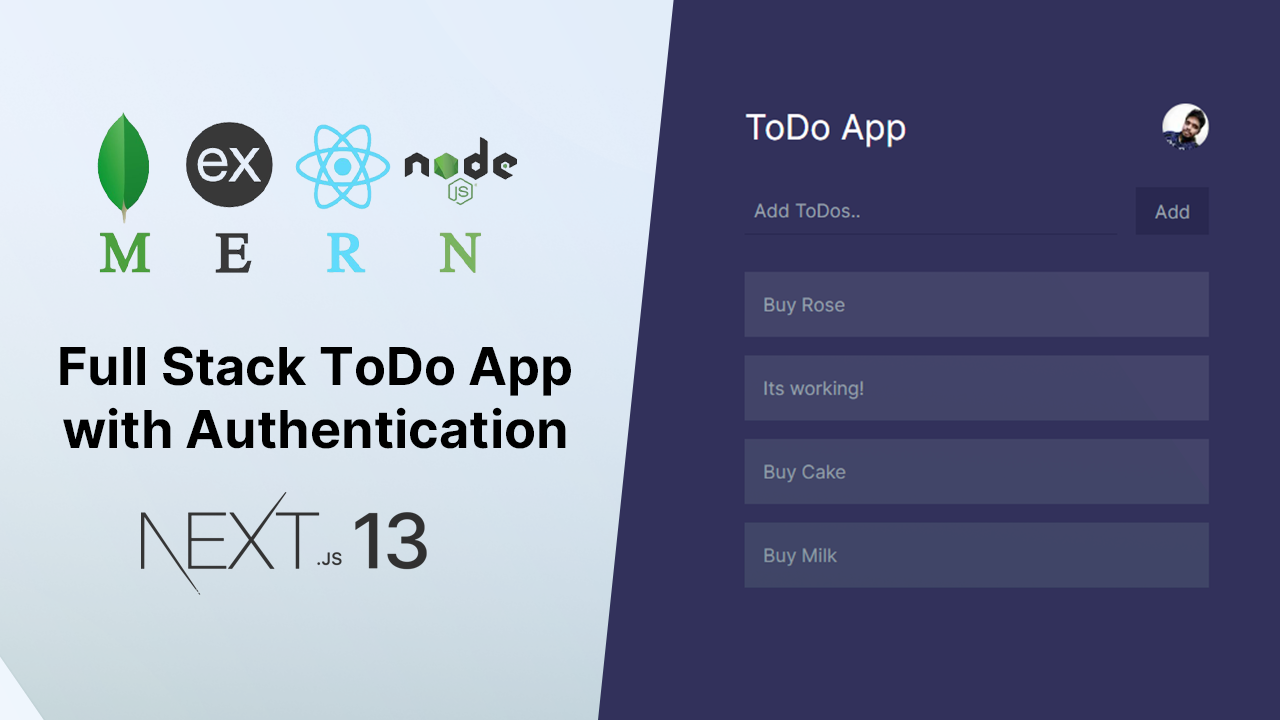 ex
node
JS
M E R N
Full Stack ToDo App
with Authentication
NEXT.JS 13
ToDo App
Add ToDos..
Add
Buy Rose
Its working!
Buy Cake
Buy Milk